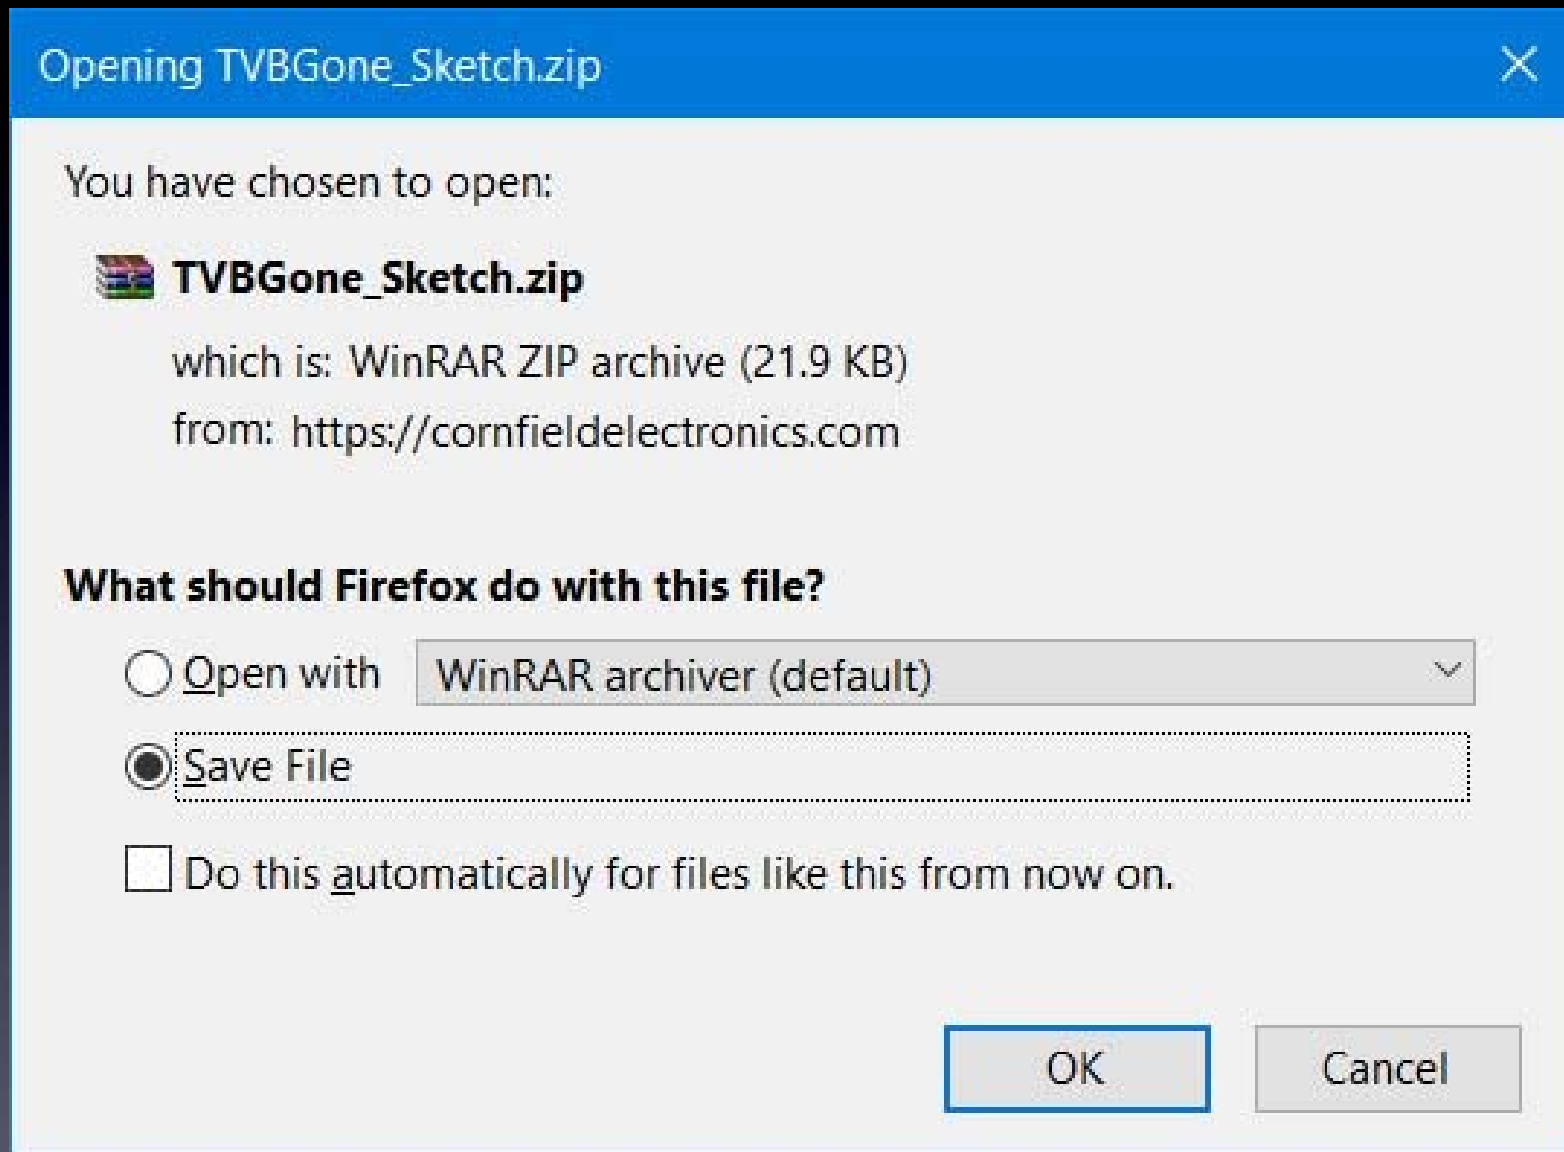 Opening TVBGone_Sketch.zip
You have chosen to open:
TVBGone_Sketch.zip
which is: WinRAR ZIP archive (21.9 KB)
from: https://cornfieldelectronics.com
What should Firefox do with this file?
Open with WinRAR archiver (default)
Save File
Do this automatically for files like this from now on.
OK Cancel